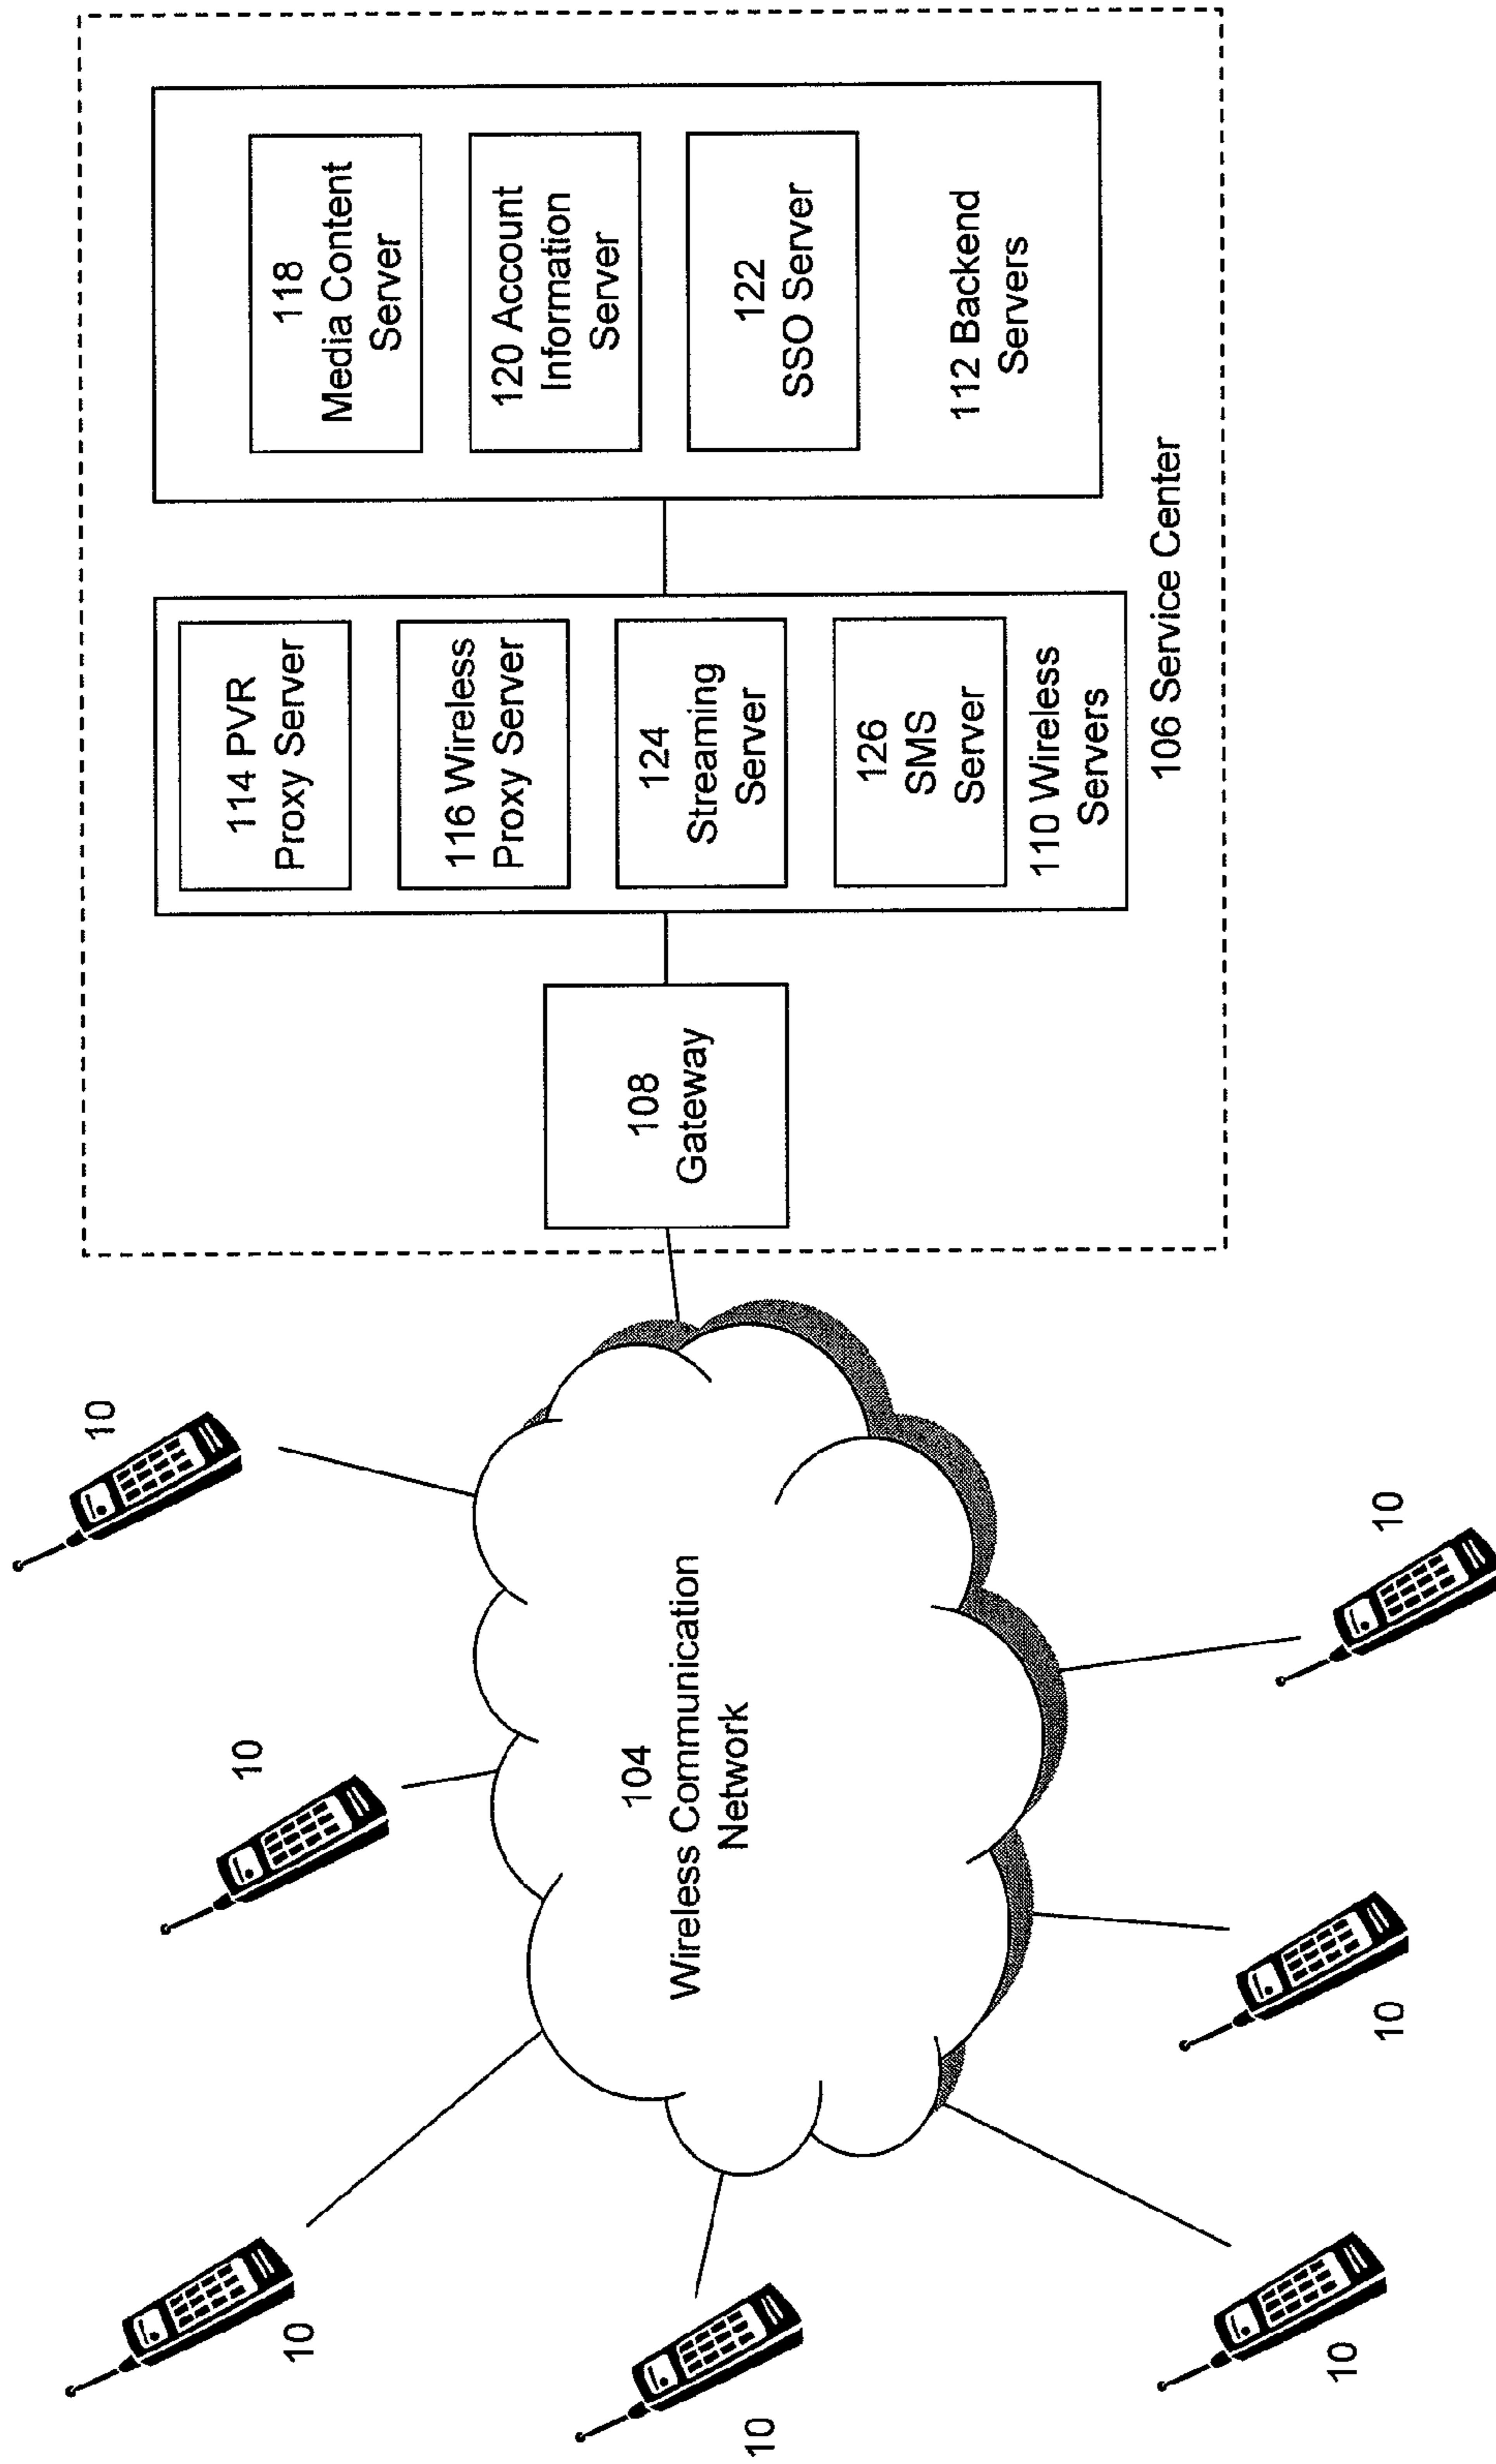 10
10
10
10
104
Wireless Communication
Network
10
10
10
108
Gateway
114 PVR
Proxy Server
116 Wireless
Proxy Server
124
Streaming
Server
126
SMS
Server
110 Wireless
Servers
118
Media Content
Server
120 Account
Information
Server
122
SSO Server
112 Backend
Servers
106 Service Center